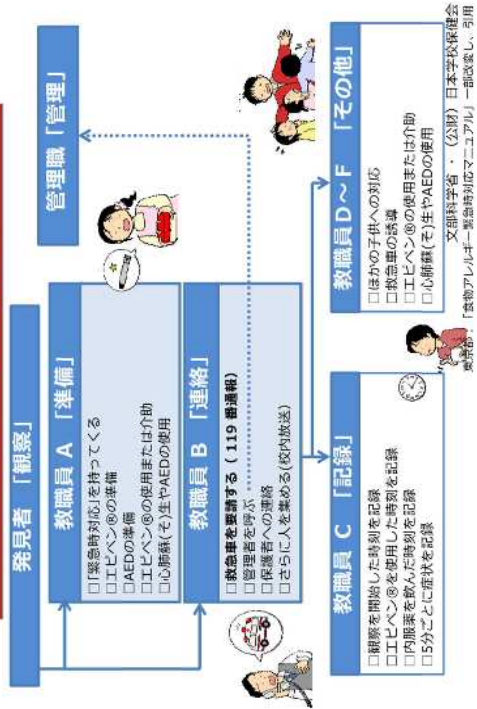 発見者 「観察」
管理職 「管理」
教職員 A 「準備」
□「緊急時対応」を持ってくる
□エピペン®の準備
□AEDの準備
□エピペン®の使用または介助
□心肺蘇(そ)生やAEDの使用
教職員 B 「連絡」
□救急車を要請する（119 番通報）
□管理者を呼ぶ
□保護者への連絡
□さらに人を集める(校内放送)
教職員 C 「記録」
□観察を開始した時刻を記録
□エピペン®を使用した時刻を記録
□内服薬を飲んだ時刻を記録
□5分ごとに症状を記録
教職員D～F 「その他」
□ほかの子供への対応
□救急車の誘導
□エピペン®の使用または介助
□心肺蘇(そ)生やAEDの使用
文部科学省 ・ （公財）日本学校保健会
東京都：「食物アレルギー緊急時対応マニュアル」一部改変し、引用